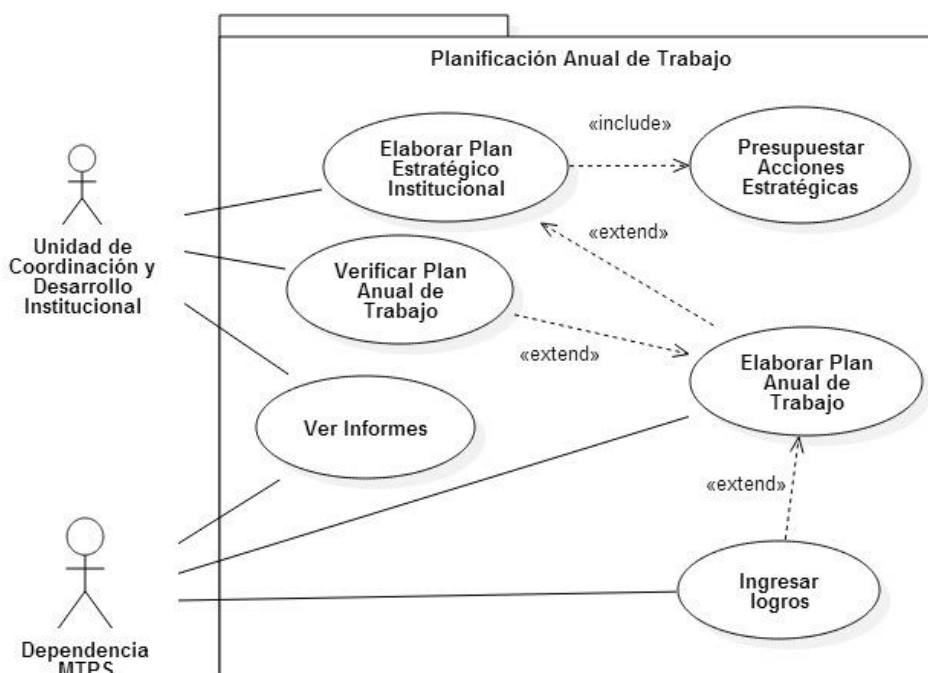 Planificación Anual de Trabajo
«include»
Elaborar Plan
Estratégico
Institucional
Presupuestar
Acciones
Estratégicas
«extend»
Unidad de
Coordinación y
Desarrollo
Institucional
Verificar Plan
Anual de
Trabajo
«extend»
Elaborar Plan
Anual de
Trabajo
Ver Informes
«extend»
Ingresar
logros
Dependencia
MTPS